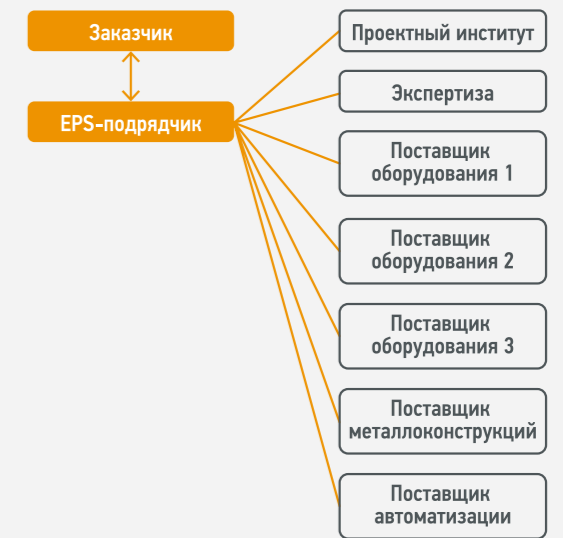 Заказчик
EPS-подрядчик
Проектный институт
Экспертиза
Поставщик
оборудования 1
Поставщик
оборудования 2
Поставщик
оборудования 3
Поставщик
металлоконструкций
Поставщик
автоматизации